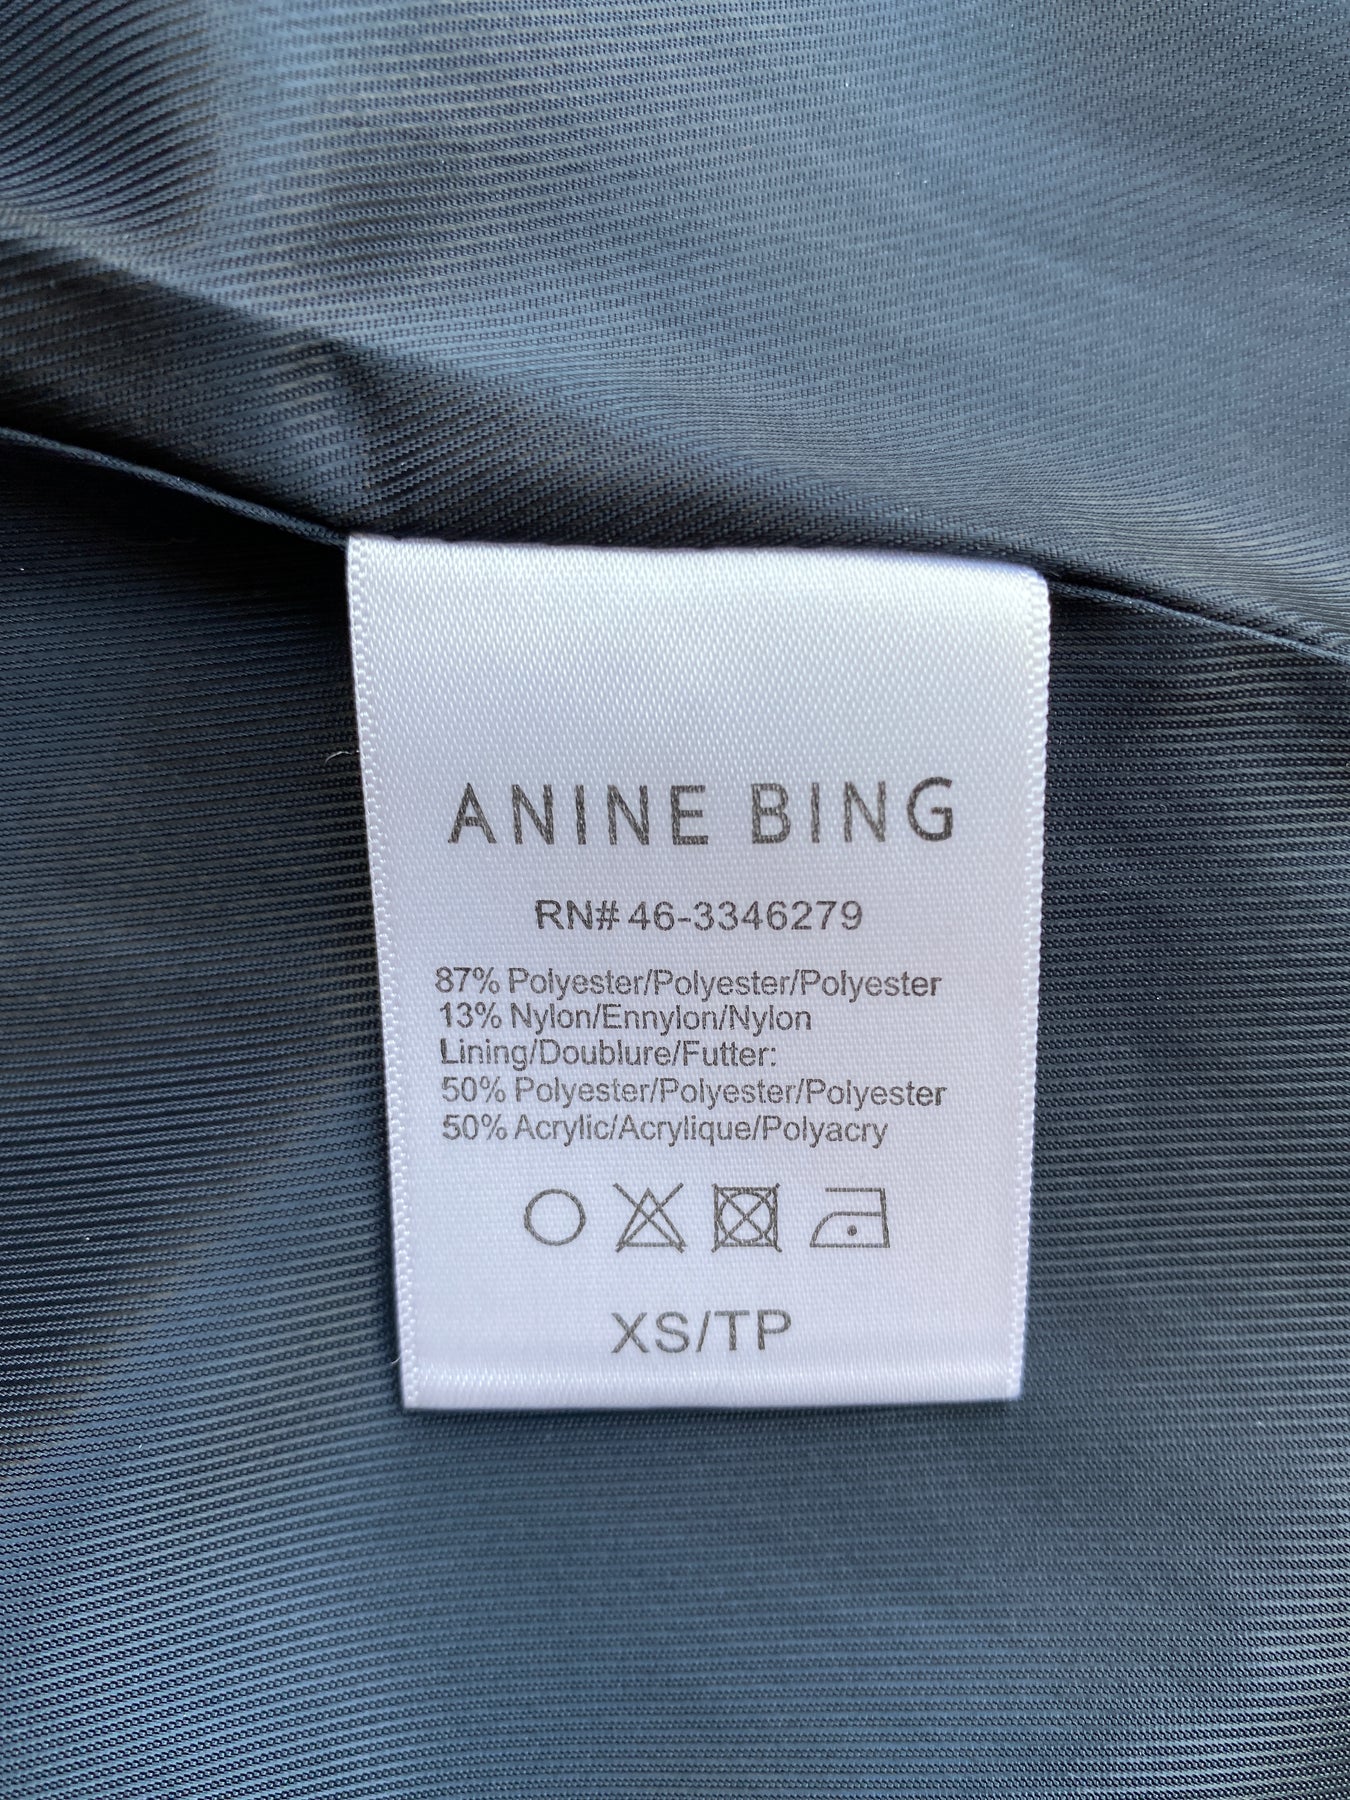 ANINE BING
RN# 46-3346279
87% Polyester/Polyester/Polyester
13% Nylon/Ennylon/Nylon
Lining/Doublure/Futter:
50% Polyester/Polyester/Polyester
50% Acrylic/Acrylique/Polyacry
XS/TP